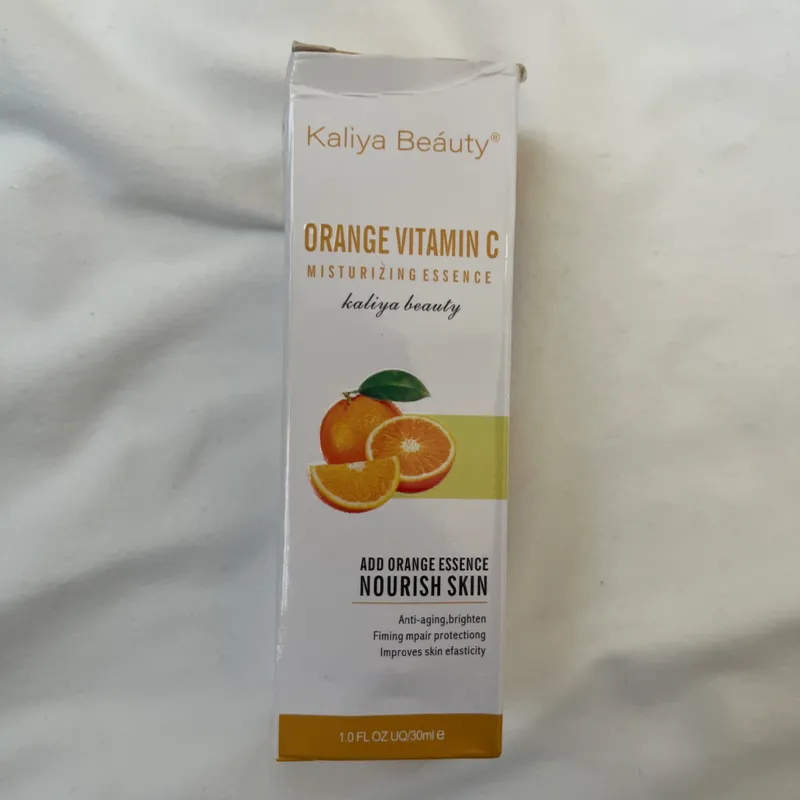 Kaliya Beáuty®
ORANGE VITAMIN C
MISTURIZING ESSENCE
kaliya beauty
ADD ORANGE ESSENCE
NOURISH SKIN
Anti-aging,brighten
Fiming mpair protectiong
Improves skin efasticity
1.0 FL OZ UQ/30ml e